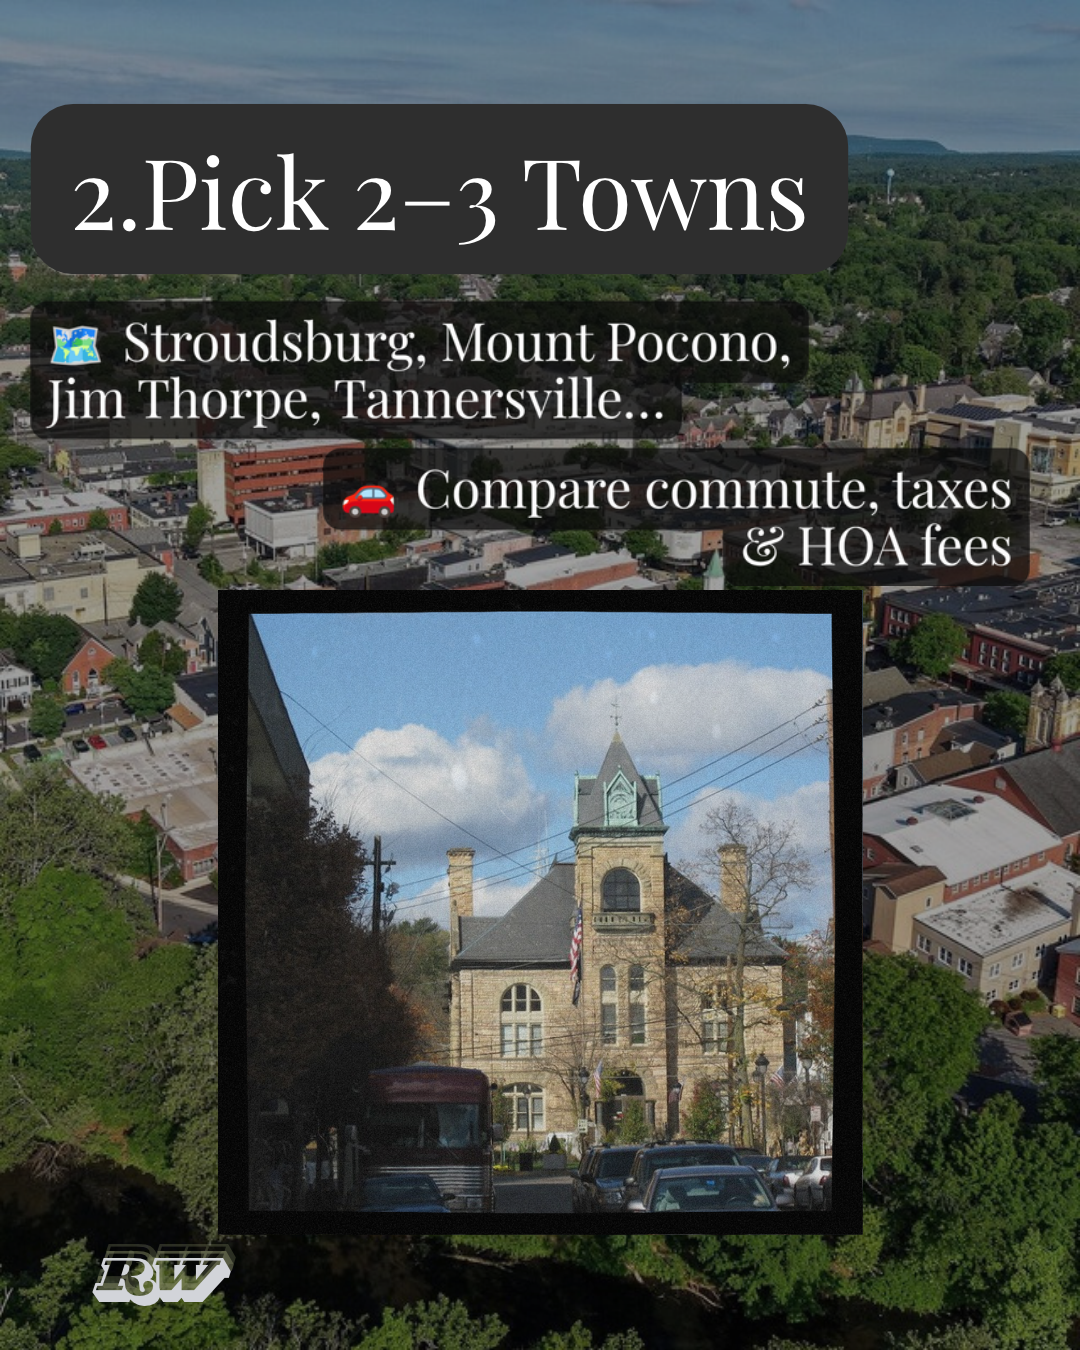 2.Pick 2–3 Towns
🗺️ Stroudsburg, Mount Pocono,
Jim Thorpe, Tannersville...
🚗 Compare commute, taxes
& HOA fees
RW